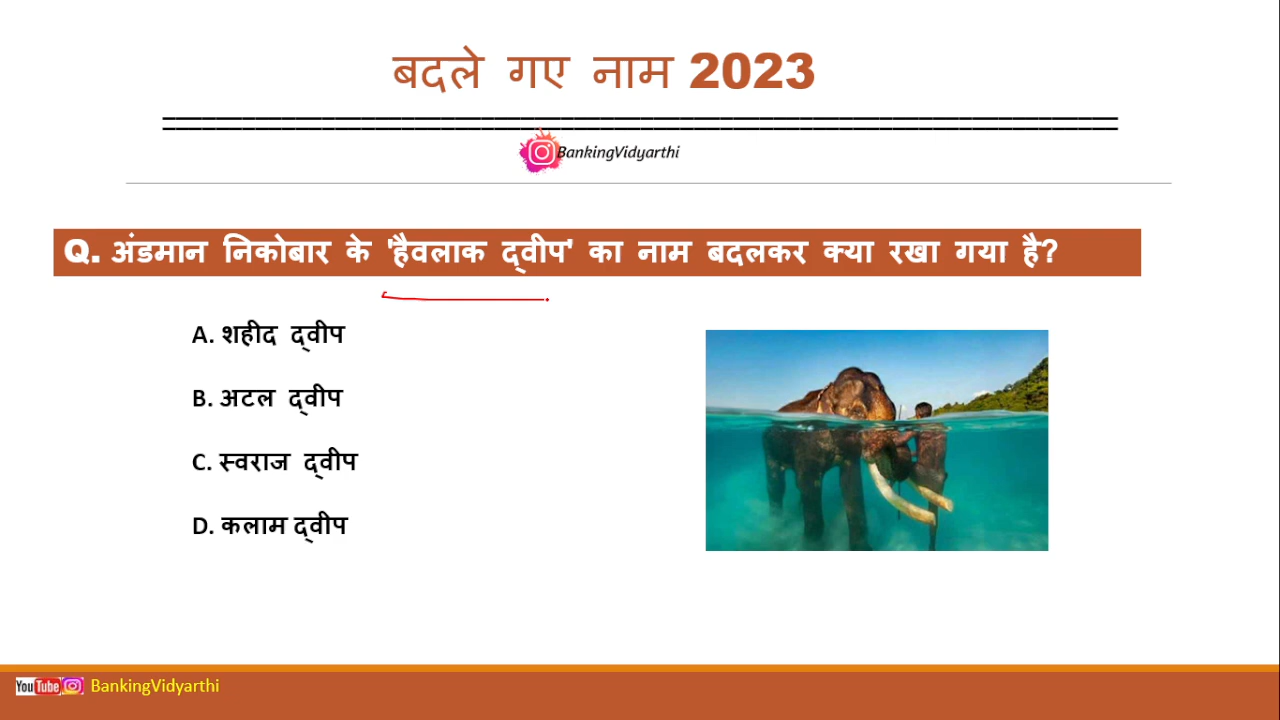 बदले गए नाम 2023
BankingVidyarthi
Q. अंडमान निकोबार के 'हैवलाक द्वीप' का नाम बदलकर क्या रखा गया है?
A. शहीद द्वीप
B. अटल द्वीप
C. स्वराज द्वीप
D. कलाम द्वीप
YouTube BankingVidyarthi